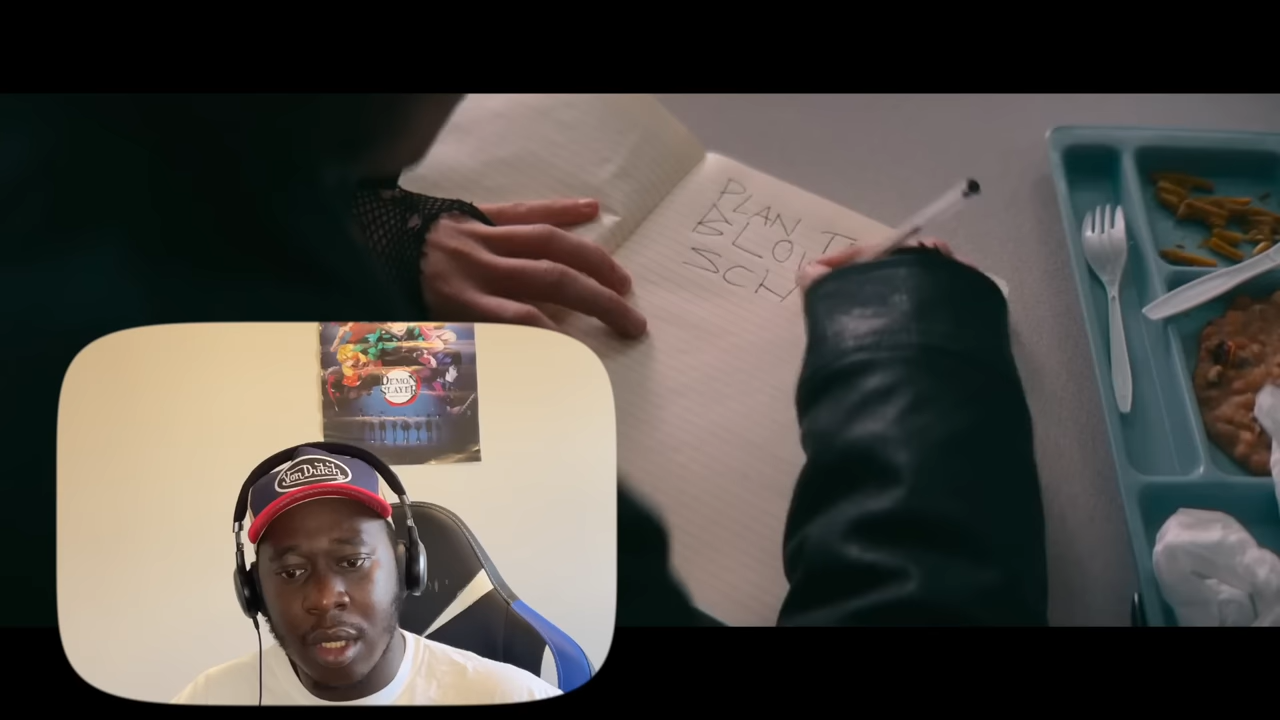 PLAN
BLO
SCH
DEMON
SLAYER
Von Dutch